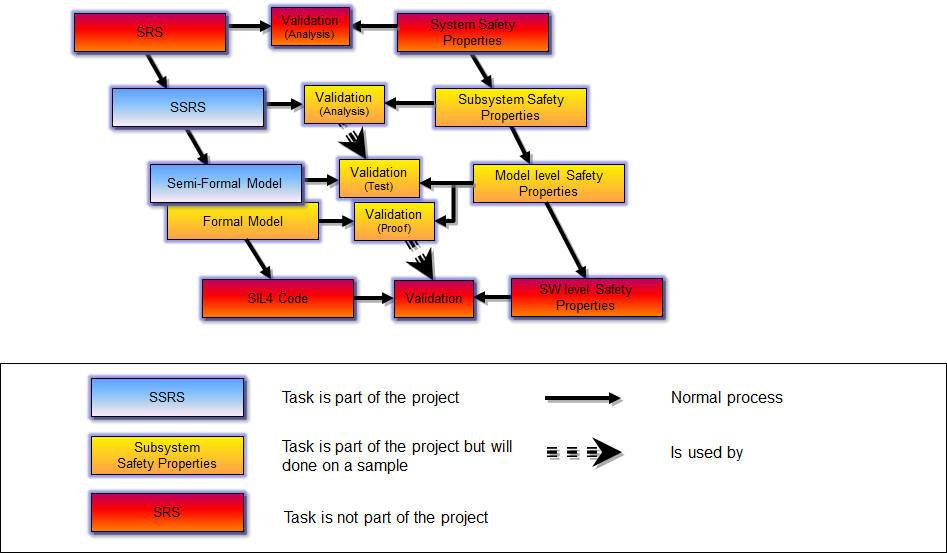 SRS
Validation
(Analysis)
System Safety
Properties
SSRS
Validation
(Analysis)
Subsystem Safety
Properties
Semi-Formal Model
Validation
(Test)
Model level Safety
Properties
Formal Model
Validation
(Proof)
SIL4 Code
Validation
SW level Safety
Properties
SSRS
Task is part of the project
Normal process
Subsystem
Safety Properties
Task is part of the project but will
done on a sample
Is used by
SRS
Task is not part of the project